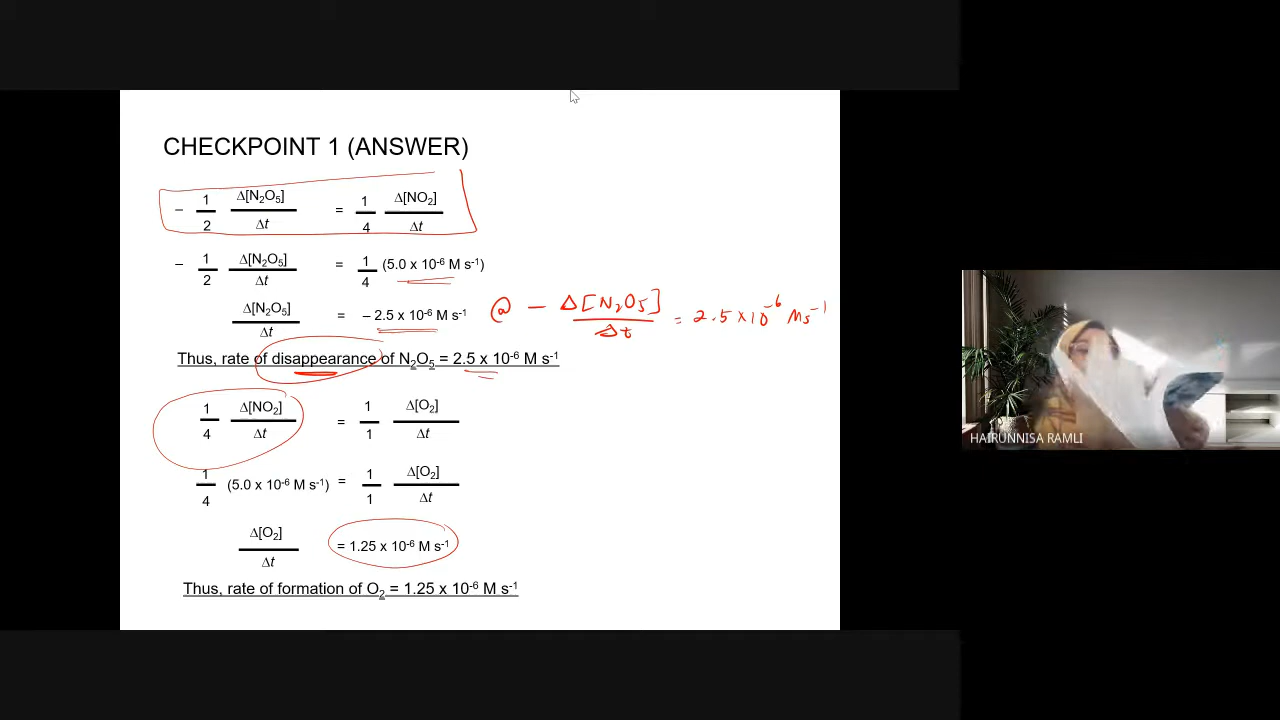 CHECKPOINT 1 (ANSWER)
– 1/2 Δ[N₂O₅]/Δt = 1/4 Δ[NO₂]/Δt
– 1/2 Δ[N₂O₅]/Δt = 1/4 (5.0 x 10⁻⁶ M s⁻¹)
Δ[N₂O₅]/Δt = – 2.5 x 10⁻⁶ M s⁻¹
@ – Δ[N₂O₅]/Δt = 2.5 x 10⁻⁶ Ms⁻¹
Thus, rate of disappearance of N₂O₅ = 2.5 x 10⁻⁶ M s⁻¹
1/4 Δ[NO₂]/Δt = 1/1 Δ[O₂]/Δt
1/4 (5.0 x 10⁻⁶ M s⁻¹) = 1/1 Δ[O₂]/Δt
Δ[O₂]/Δt = 1.25 x 10⁻⁶ M s⁻¹
Thus, rate of formation of O₂ = 1.25 x 10⁻⁶ M s⁻¹
HAIRUNNISA RAMLI